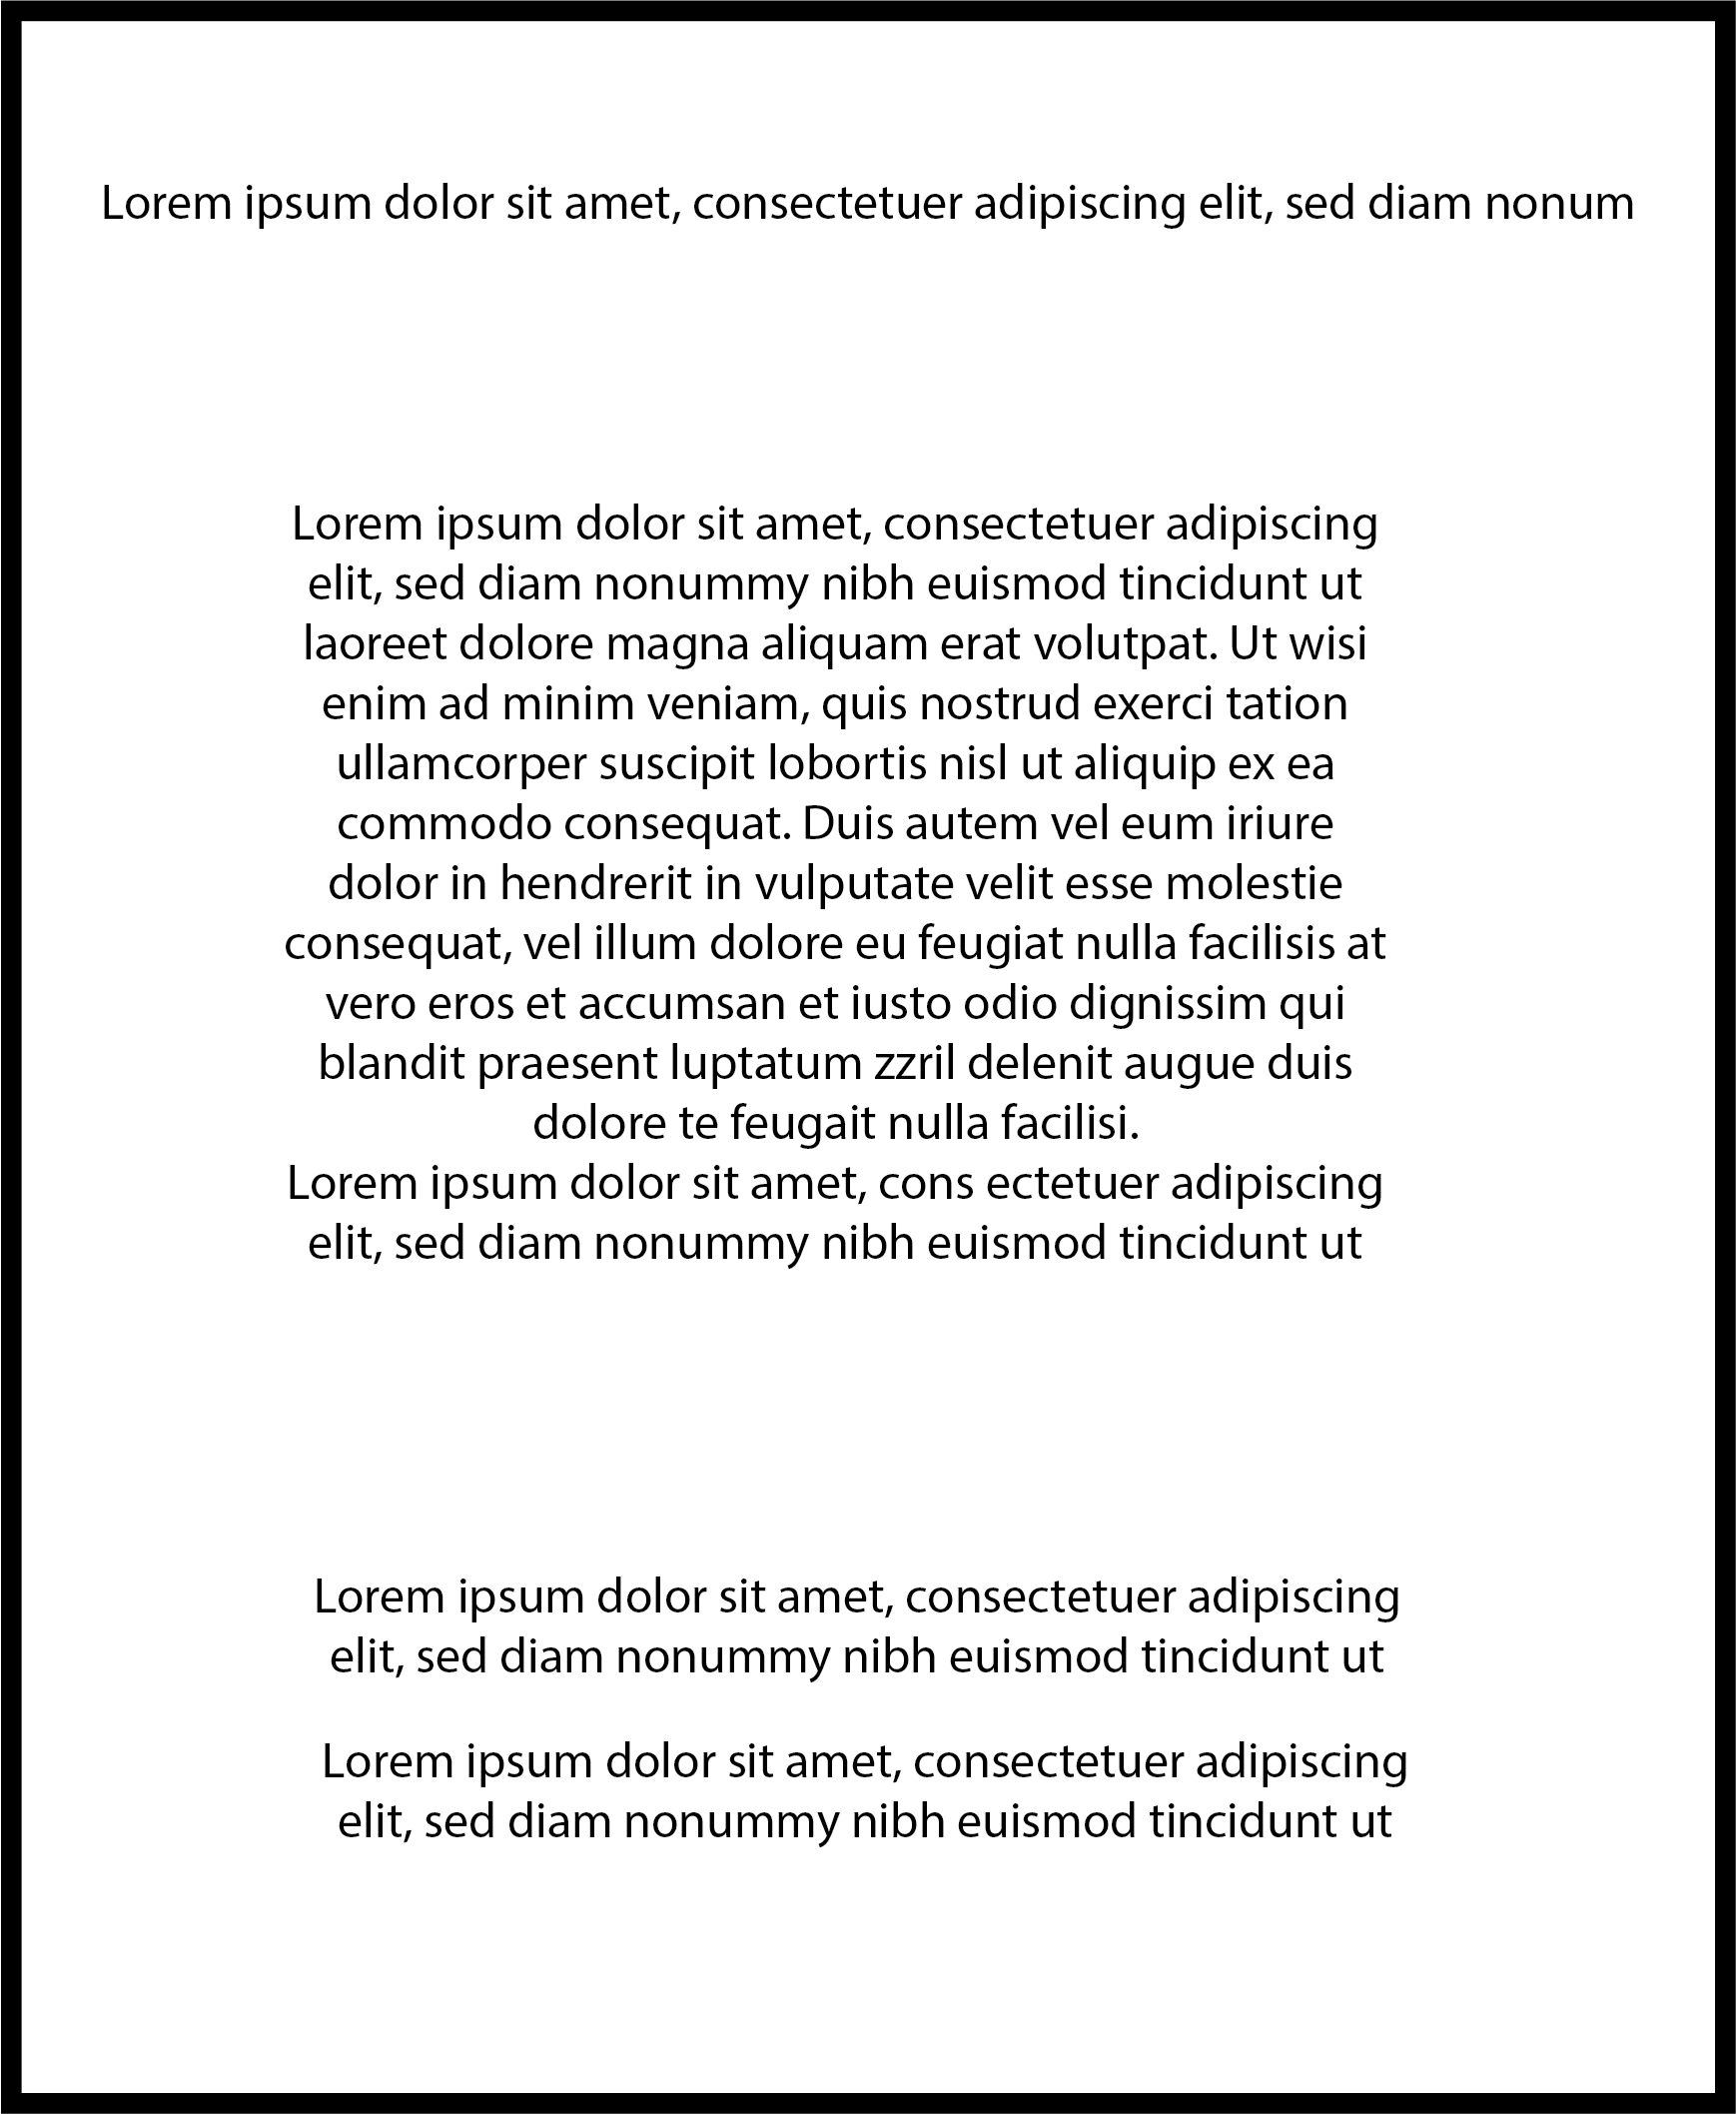 Lorem ipsum dolor sit amet, consectetuer adipiscing elit, sed diam nonum
Lorem ipsum dolor sit amet, consectetuer adipiscing
elit, sed diam nonummy nibh euismod tincidunt ut
laoreet dolore magna aliquam erat volutpat. Ut wisi
enim ad minim veniam, quis nostrud exerci tation
ullamcorper suscipit lobortis nisl ut aliquip ex ea
commodo consequat. Duis autem vel eum iriure
dolor in hendrerit in vulputate velit esse molestie
consequat, vel illum dolore eu feugiat nulla facilisis at
vero eros et accumsan et iusto odio dignissim qui
blandit praesent luptatum zzril delenit augue duis
dolore te feugait nulla facilisi.
Lorem ipsum dolor sit amet, cons ectetuer adipiscing
elit, sed diam nonummy nibh euismod tincidunt ut
Lorem ipsum dolor sit amet, consectetuer adipiscing
elit, sed diam nonummy nibh euismod tincidunt ut
Lorem ipsum dolor sit amet, consectetuer adipiscing
elit, sed diam nonummy nibh euismod tincidunt ut